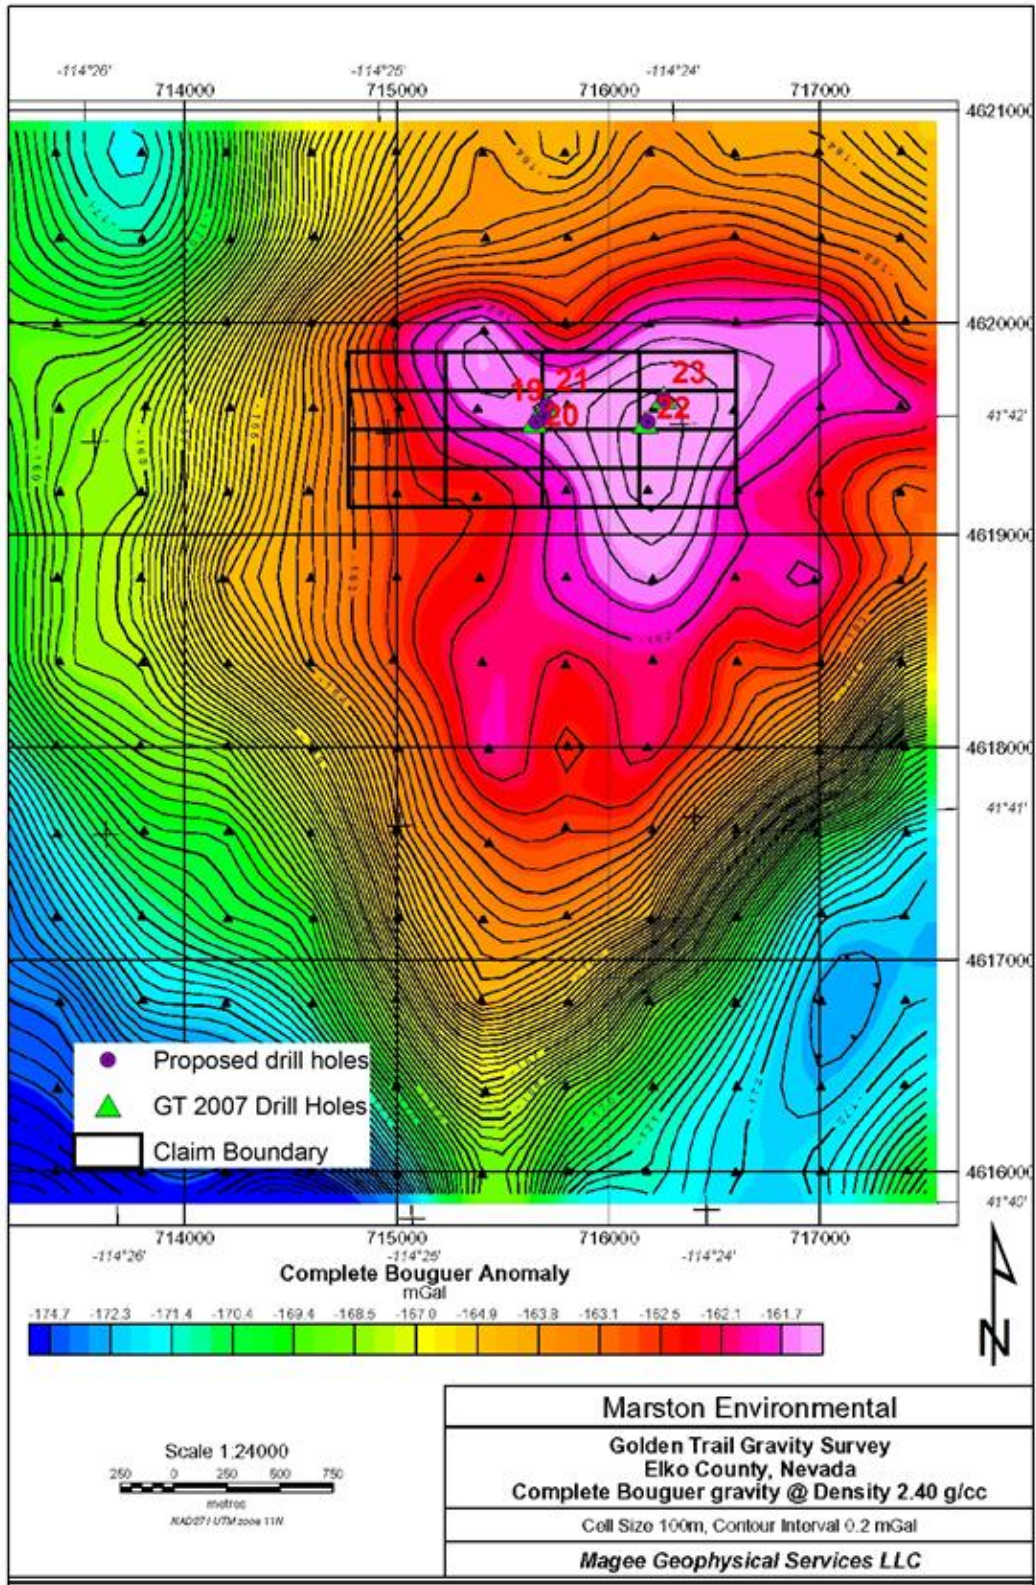 -114°26' -114°25' -114°24'
714000 715000 716000 717000
4621000
4620000
23
21
19
22
20
41°42'
4619000
4618000
41°41'
4617000
Proposed drill holes
GT 2007 Drill Holes
Claim Boundary
4616000
41°40'
714000 715000 716000 717000
-114°26' -114°25' -114°24'
Complete Bouguer Anomaly
mGal
-174.7 -172.3 -171.4 -170.4 -169.4 -168.5 -167.0 -164.9 -163.8 -163.1 -162.5 -162.1 -161.7
N
Scale 1:24000
250 0 250 500 750
metres
NAD27 / UTM zone 11N
Marston Environmental
Golden Trail Gravity Survey
Elko County, Nevada
Complete Bouguer gravity @ Density 2.40 g/cc
Cell Size 100m, Contour Interval 0.2 mGal
Magee Geophysical Services LLC